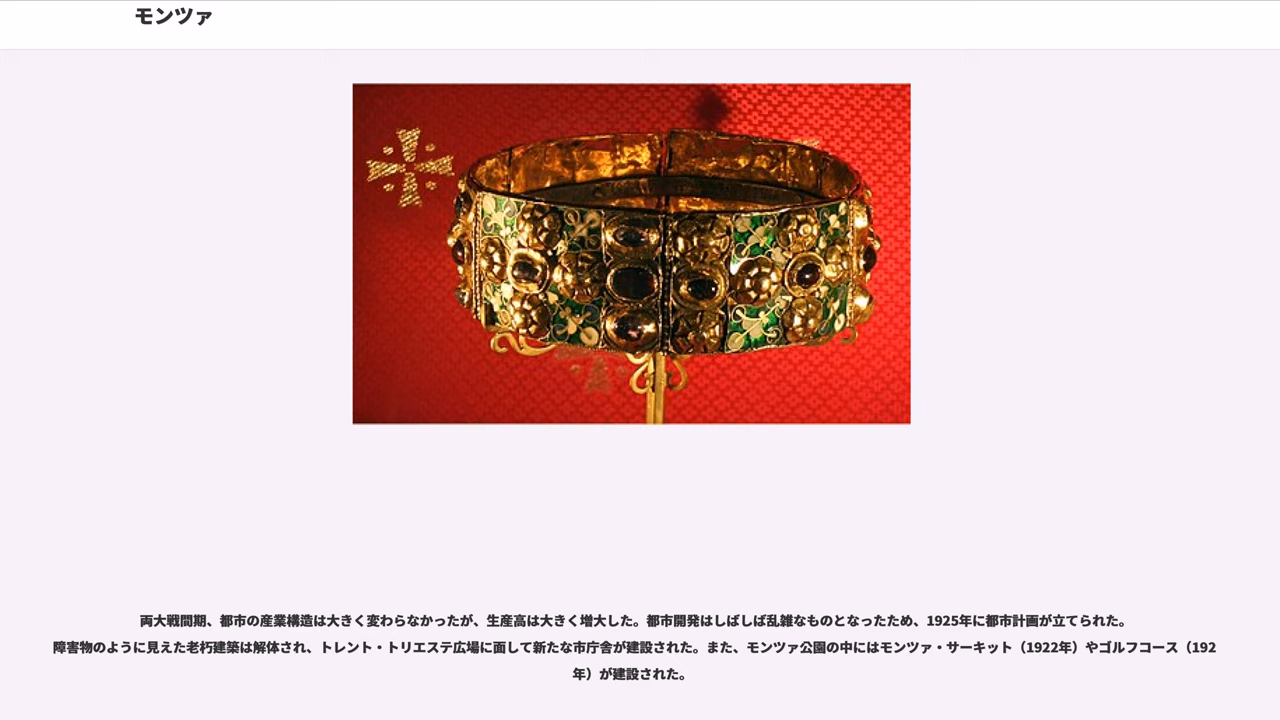 モンツァ
両大戦間期、都市の産業構造は大きく変わらなかったが、生産高は大きく増大した。都市開発はしばしば乱雑なものとなったため、1925年に都市計画が立てられた。
障害物のように見えた老朽建築は解体され、トレント・トリエステ広場に面して新たな市庁舎が建設された。また、モンツァ公園の中にはモンツァ・サーキット（1922年）やゴルフコース（192
年）が建設された。